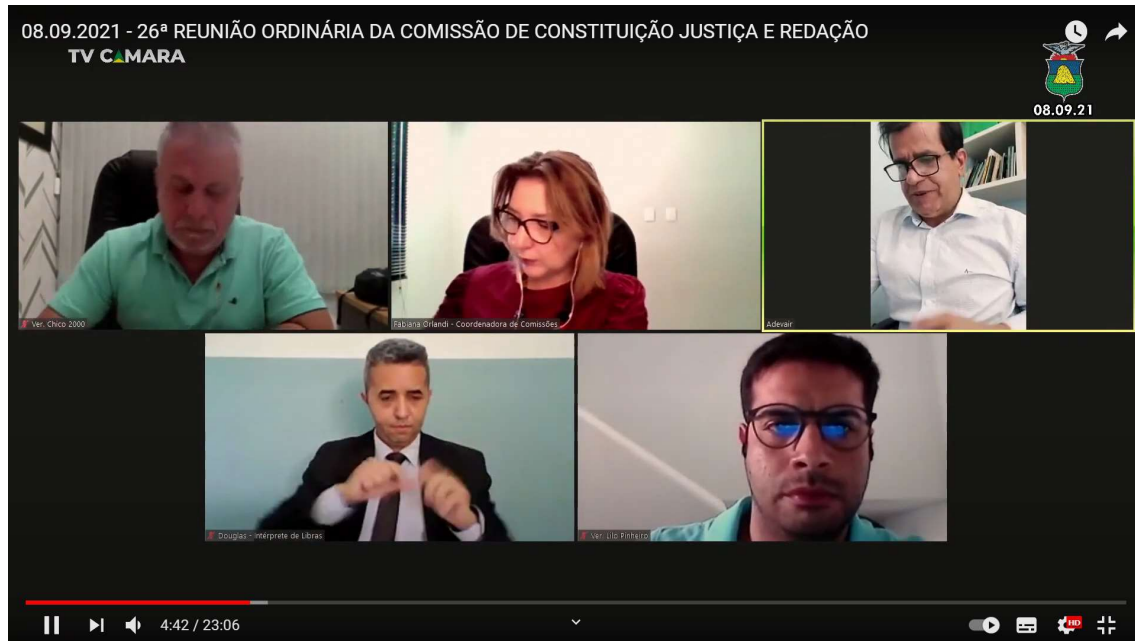 08.09.2021 - 26ª REUNIÃO ORDINÁRIA DA COMISSÃO DE CONSTITUIÇÃO JUSTIÇA E REDAÇÃO
TV CAMARA
08.09.21
Ver. Chico 2000
Fabiana Orlandi - Coordenadora de Comissões
Adevair
Douglas - Intérprete de Libras
Ver. Lilo Pinheiro
4:42 / 23:06
HD